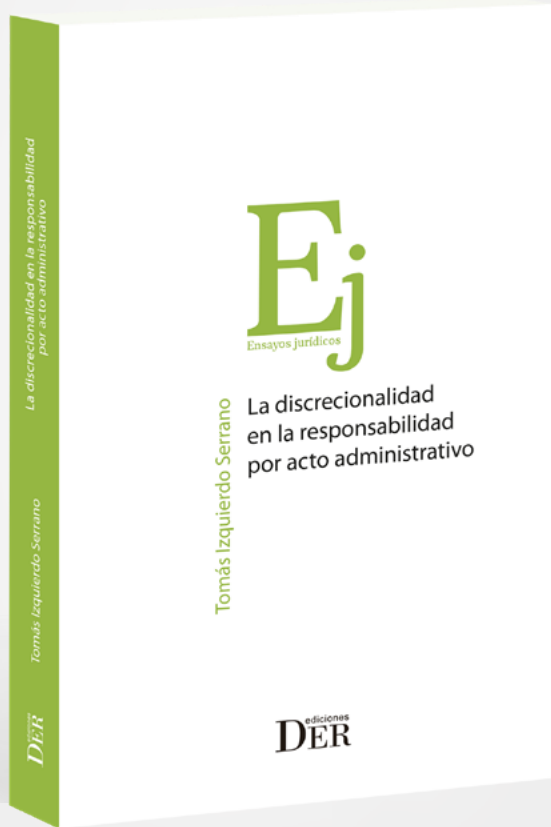 La discrecionalidad en la responsabilidad
por acto administrativo
Tomás Izquierdo Serrano
ediciones
DER
Ej
Ensayos jurídicos
Tomás Izquierdo Serrano
La discrecionalidad
en la responsabilidad
por acto administrativo
ediciones
DER